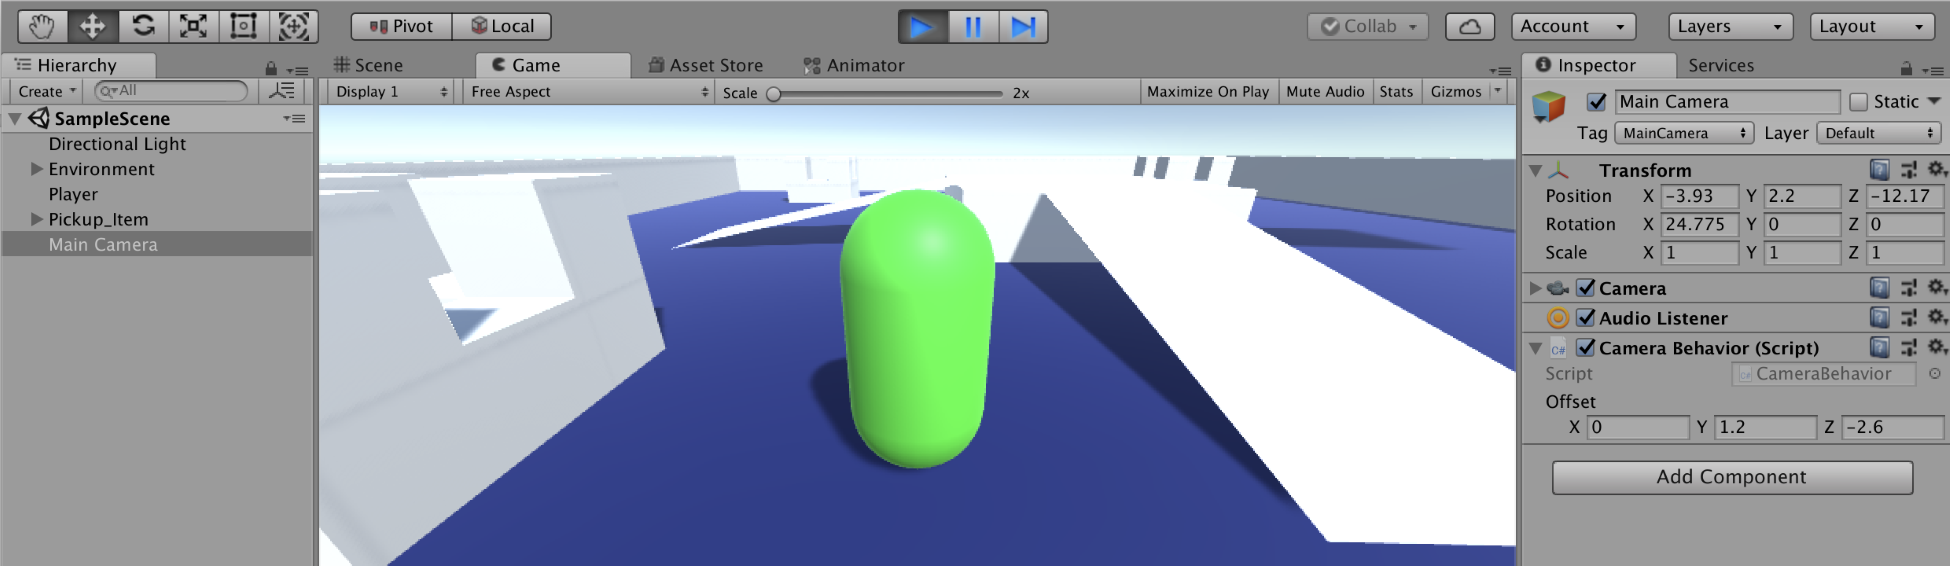 Pivot Local Collab Account Layers Layout
Hierarchy
Create All
SampleScene
Directional Light
Environment
Player
Pickup_Item
Main Camera
Scene Game Asset Store Animator
Display 1 Free Aspect Scale 2x Maximize On Play Mute Audio Stats Gizmos
Inspector Services
Main Camera Static
Tag MainCamera Layer Default
Transform
Position X -3.93 Y 2.2 Z -12.17
Rotation X 24.775 Y 0 Z 0
Scale X 1 Y 1 Z 1
Camera
Audio Listener
C# Camera Behavior (Script)
Script CameraBehavior
Offset
X 0 Y 1.2 Z -2.6
Add Component